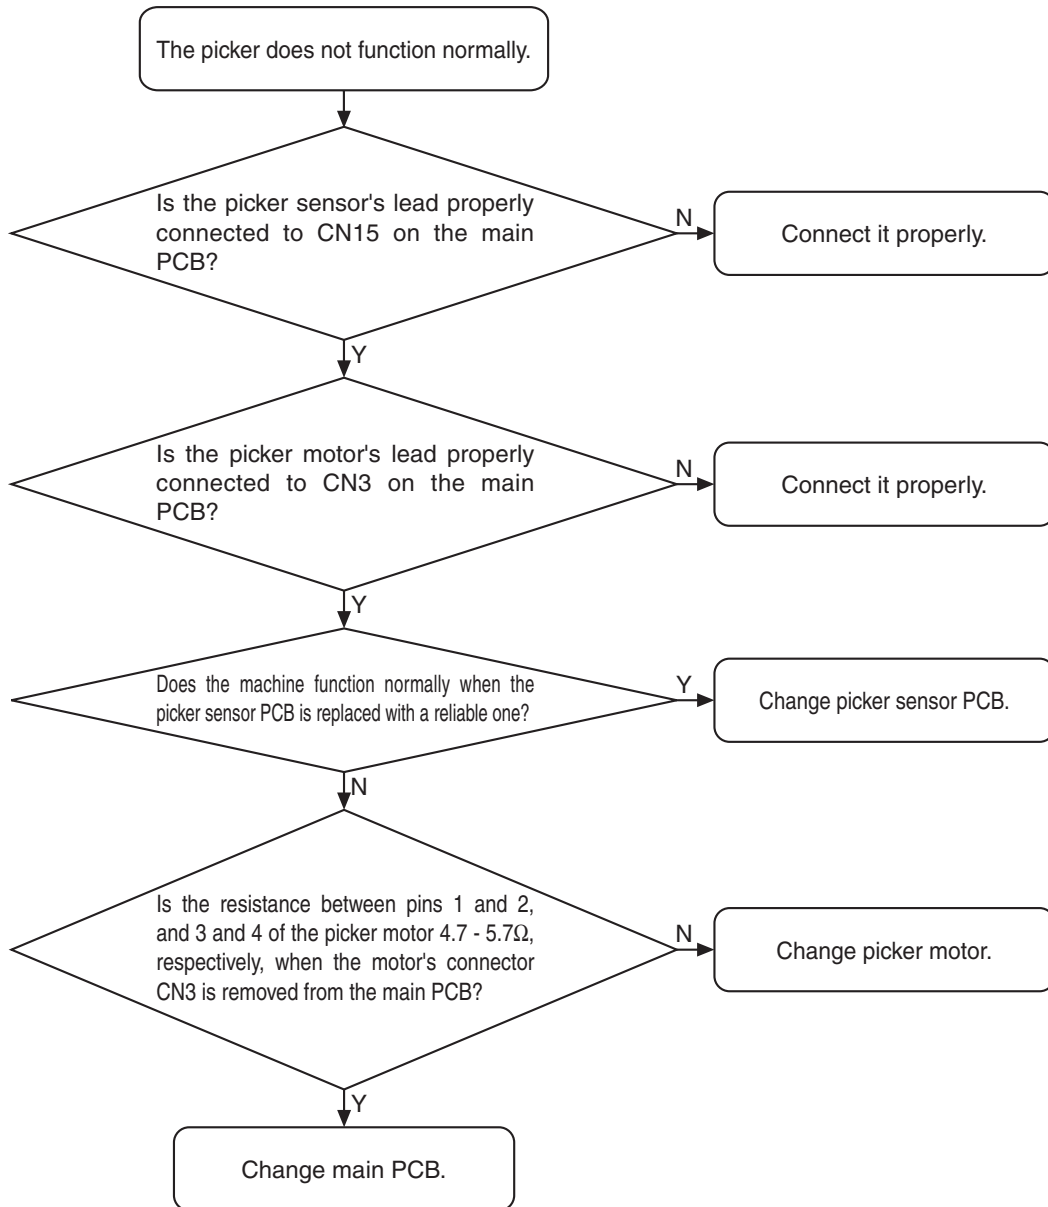 The picker does not function normally.
Is the picker sensor's lead properly
connected to CN15 on the main
PCB?
N
Connect it properly.
Y
Is the picker motor's lead properly
connected to CN3 on the main
PCB?
N
Connect it properly.
Y
Does the machine function normally when the
picker sensor PCB is replaced with a reliable one?
Y
Change picker sensor PCB.
N
Is the resistance between pins 1 and 2,
and 3 and 4 of the picker motor 4.7 - 5.7Ω,
respectively, when the motor's connector
CN3 is removed from the main PCB?
N
Change picker motor.
Y
Change main PCB.